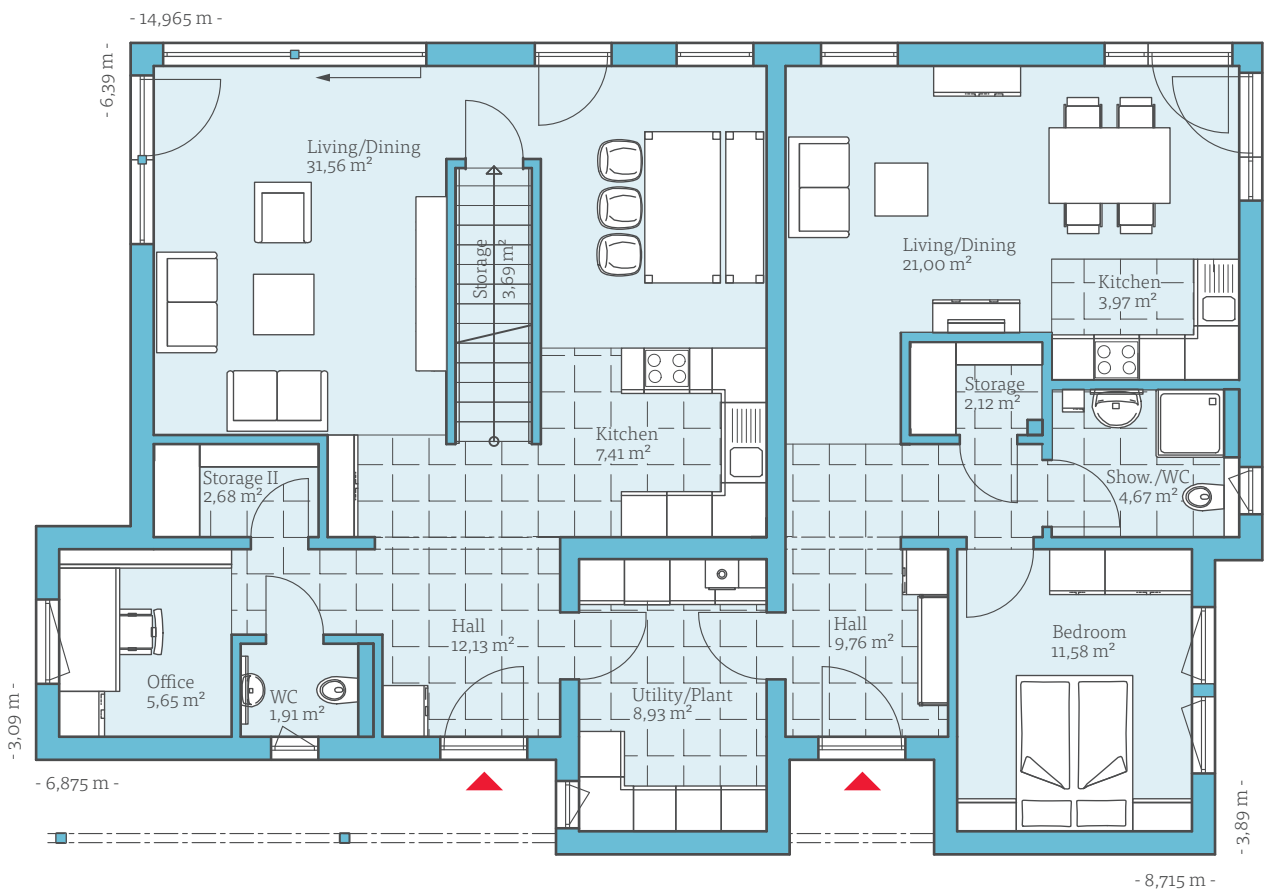 - 14,965 m -
- 6,39 m -
Living/Dining
31,56 m²
Storage
3,69 m²
Living/Dining
21,00 m²
Kitchen
3,97 m²
Storage
2,12 m²
Kitchen
7,41 m²
Storage II
2,68 m²
Show./WC
4,67 m²
Hall
12,13 m²
Hall
9,76 m²
Bedroom
11,58 m²
Office
5,65 m²
WC
1,91 m²
Utility/Plant
8,93 m²
- 3,09 m -
- 6,875 m -
- 3,89 m -
- 8,715 m -